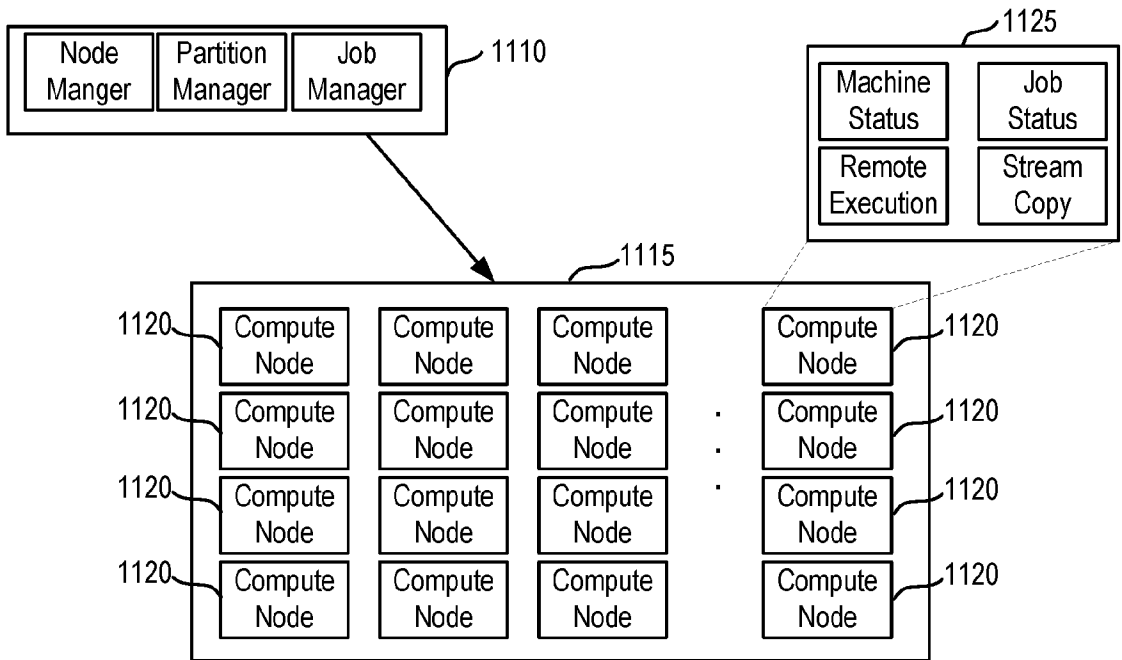 Node Partition Job
Manger Manager Manager
1110
1125
Machine Job
Status Status
Remote Stream
Execution Copy
1115
1120 Compute Compute Compute Compute 1120
Node Node Node Node
1120 Compute Compute Compute Compute 1120
Node Node Node Node
1120 Compute Compute Compute Compute 1120
Node Node Node Node
1120 Compute Compute Compute Compute 1120
Node Node Node Node